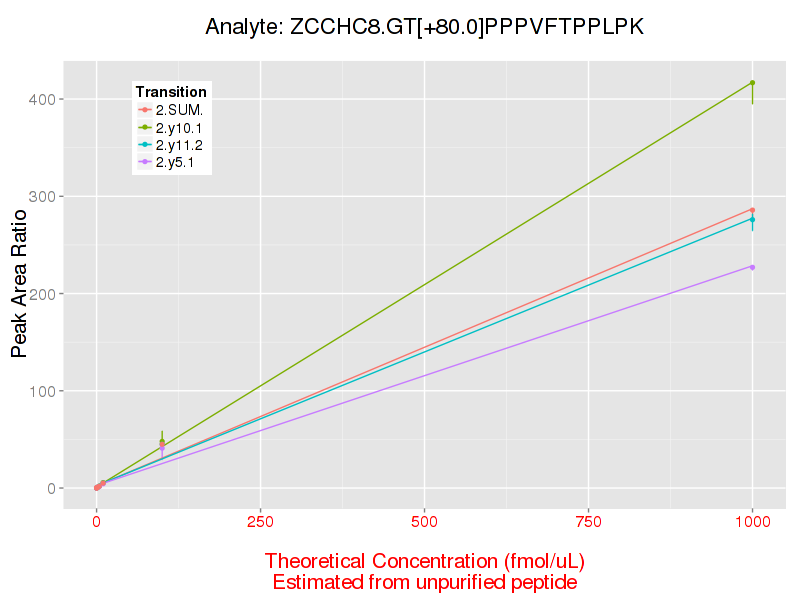 Analyte: ZCCHC8.GT[+80.0]PPPVFTPPLPK
Transition
2.SUM.
2.y10.1
2.y11.2
2.y5.1
Peak Area Ratio
400
300
200
100
0
0 250 500 750 1000
Theoretical Concentration (fmol/uL)
Estimated from unpurified peptide